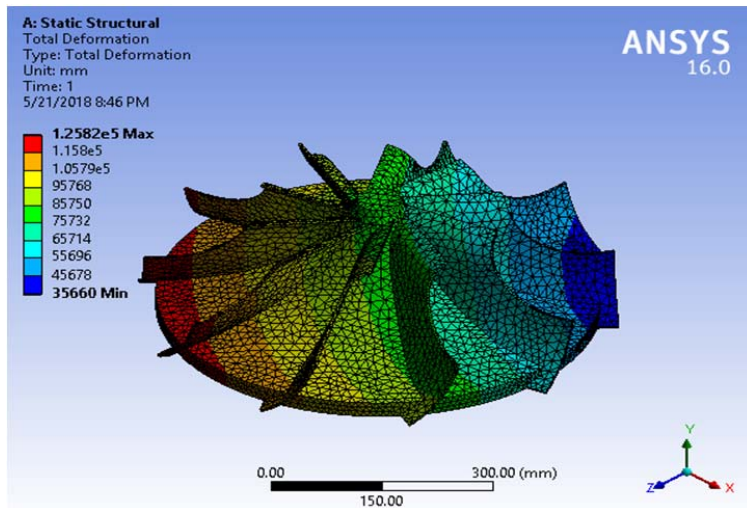 A: Static Structural
Total Deformation
Type: Total Deformation
Unit: mm
Time: 1
5/21/2018 8:46 PM
ANSYS
16.0
1.2582e5 Max
1.158e5
1.0579e5
95768
85750
75732
65714
55696
45678
35660 Min
0.00
300.00 (mm)
150.00
Y
Z
X